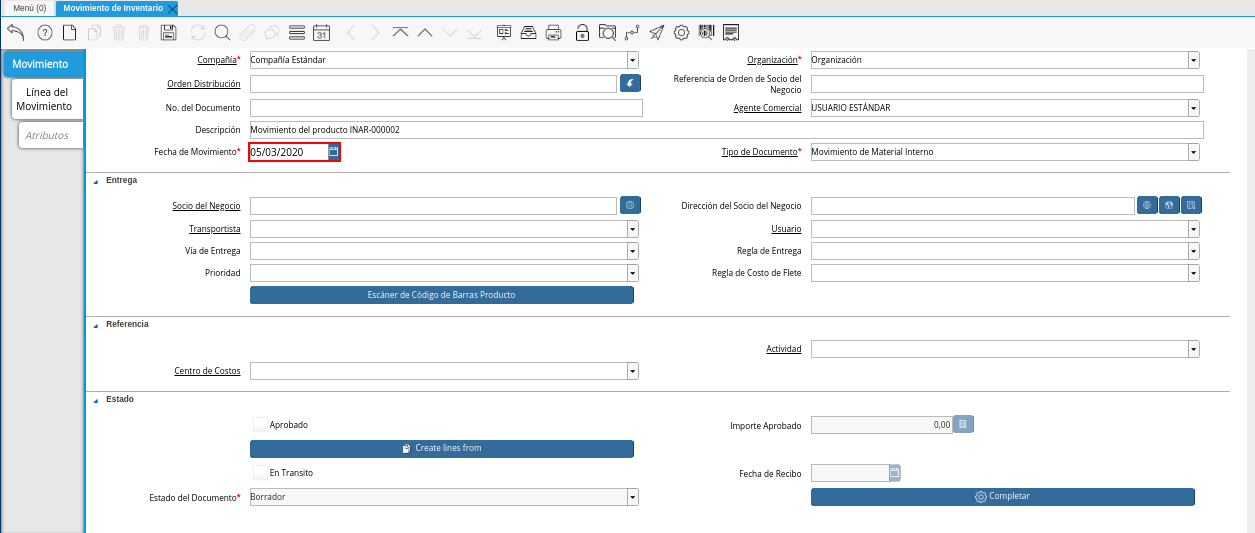 Menú (0)
Movimiento de Inventario
31
Movimiento
Línea del
Movimiento
Atributos
Compañía* Compañía Estándar
Organización* Organización
Orden Distribución
Referencia de Orden de Socio del
Negocio
No. del Documento
Agente Comercial USUARIO ESTÁNDAR
Descripción Movimiento del producto INAR-000002
Fecha de Movimiento* 05/03/2020
Tipo de Documento* Movimiento de Material Interno
Entrega
Socio del Negocio
Dirección del Socio del Negocio
Transportista
Usuario
Vía de Entrega
Regla de Entrega
Prioridad
Regla de Costo de Flete
Escáner de Código de Barras Producto
Referencia
Actividad
Centro de Costos
Estado
Aprobado
Importe Aprobado 0,00
Create lines from
En Transito
Fecha de Recibo
Estado del Documento* Borrador
Completar